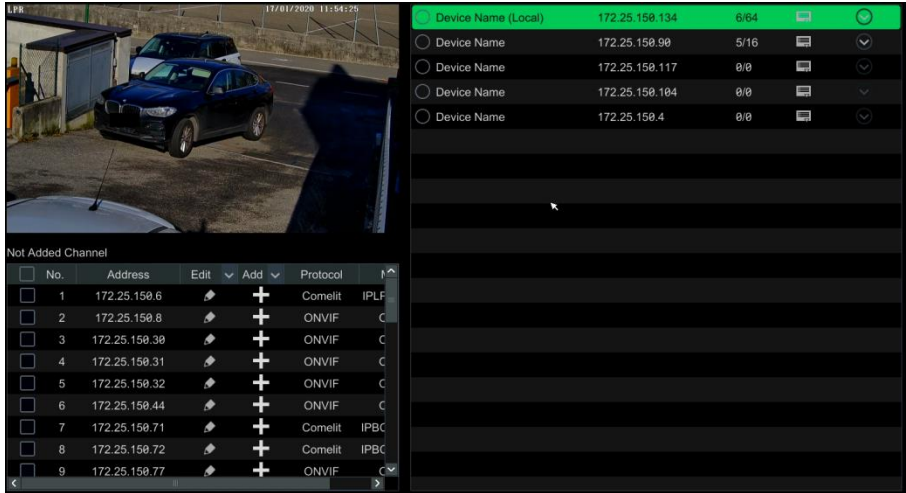 LPR 17/01/2020 11:54:25
Not Added Channel
No. Address Edit Add Protocol
1 172.25.150.6 Comelit
2 172.25.150.8 ONVIF
3 172.25.150.30 ONVIF
4 172.25.150.31 ONVIF
5 172.25.150.32 ONVIF
6 172.25.150.44 ONVIF
7 172.25.150.71 Comelit
8 172.25.150.72 Comelit
9 172.25.150.77 ONVIF
Device Name (Local) 172.25.150.134 6/64
Device Name 172.25.150.90 5/16
Device Name 172.25.150.117 0/0
Device Name 172.25.150.104 0/0
Device Name 172.25.150.4 0/0